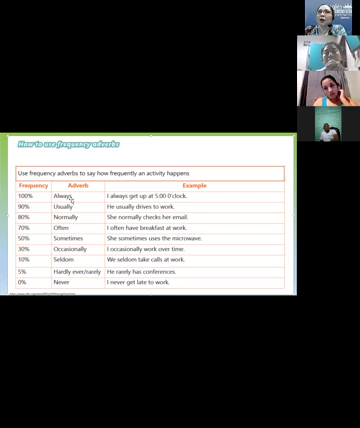 How to use frequency adverbs
Use frequency adverbs to say how frequently an activity happens
Frequency Adverb Example
100% Always I always get up at 5:00 0'clock.
90% Usually He usually drives to work.
80% Normally She normally checks her email.
70% Often I often have breakfast at work.
50% Sometimes She sometimes uses the microwave.
30% Occasionally I occasionally work over time.
10% Seldom We seldom take calls at work.
5% Hardly ever/rarely He rarely has conferences.
0% Never I never get late to work.